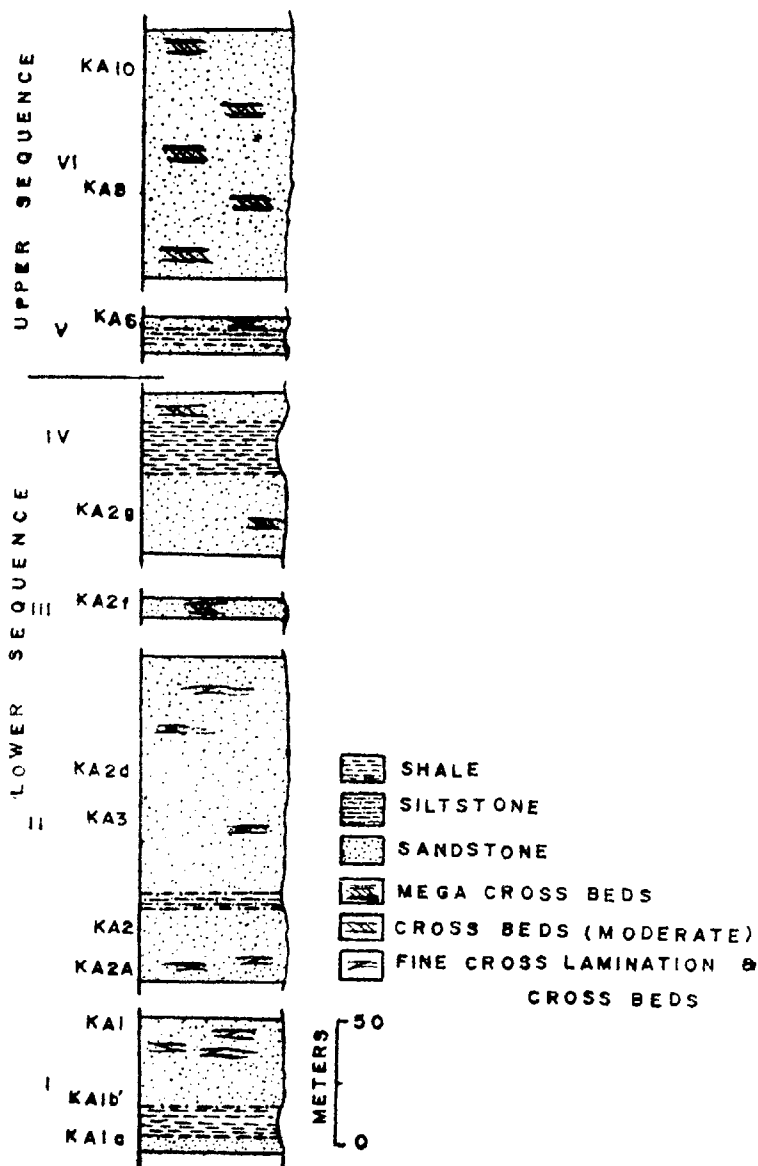 UPPER SEQUENCE
KA10
VI
KA8
KA6
V
IV
LOWER SEQUENCE
KA2g
KA2f
III
KA2d
KA3
II
KA2
KA2A
KA1
I
KA1b'
KA1a
SHALE
SILTSTONE
SANDSTONE
MEGA CROSS BEDS
CROSS BEDS (MODERATE)
FINE CROSS LAMINATION &
CROSS BEDS
50
METERS
0